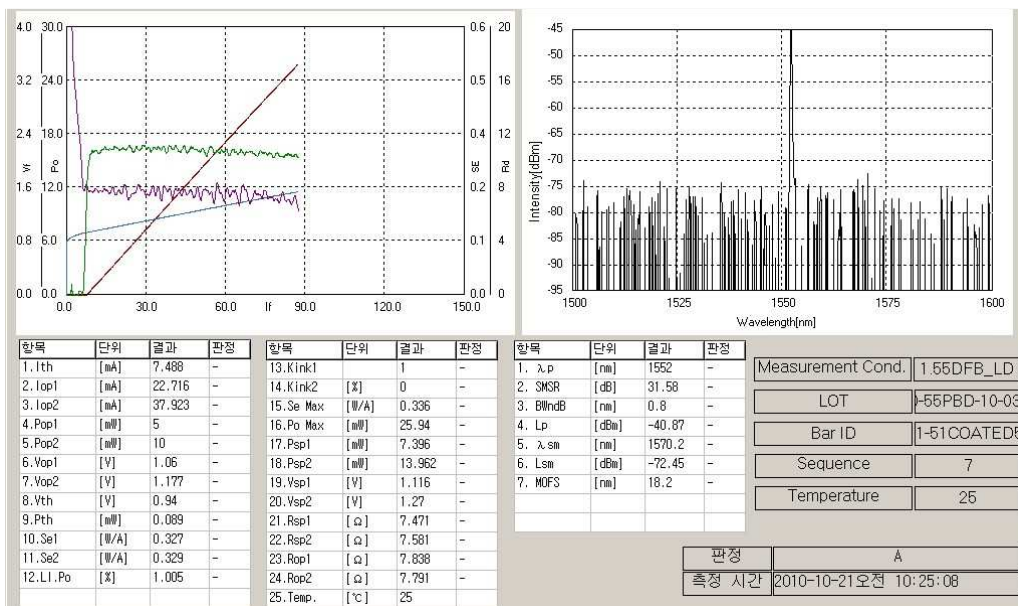 4.0 30.0 0.6 20
3.2 24.0 0.5 16
2.4 18.0 0.4 12
Vf Po SE Rd
1.6 12.0 0.2 8
0.8 6.0 0.1 4
0.0 0.0 0.0 0
0.0 30.0 60.0 If 90.0 120.0 150.0
-45
-50
-55
-60
-65
-70
-75
-80
-85
-90
-95
Intensity[dBm]
1500 1525 1550 1575 1600
Wavelength[nm]
항목 단위 결과 판정
1.Ith [mA] 7.488 -
2.Iop1 [mA] 22.716 -
3.Iop2 [mA] 37.923 -
4.Pop1 [mW] 5 -
5.Pop2 [mW] 10 -
6.Vop1 [V] 1.06 -
7.Vop2 [V] 1.177 -
8.Vth [V] 0.94 -
9.Pth [mW] 0.089 -
10.Se1 [W/A] 0.327 -
11.Se2 [W/A] 0.329 -
12.LI.Po [%] 1.005 -
항목 단위 결과 판정
13.Kink1 1 -
14.Kink2 [%] 0 -
15.Se Max [W/A] 0.336 -
16.Po Max [mW] 25.94 -
17.Psp1 [mW] 7.396 -
18.Psp2 [mW] 13.962 -
19.Vsp1 [V] 1.116 -
20.Vsp2 [V] 1.27 -
21.Rsp1 [Ω] 7.471 -
22.Rsp2 [Ω] 7.581 -
23.Rop1 [Ω] 7.838 -
24.Rop2 [Ω] 7.791 -
25.Temp. [℃] 25 -
항목 단위 결과 판정
1. λp [nm] 1552 -
2. SMSR [dB] 31.58 -
3. BWndB [nm] 0.8 -
4. Lp [dBm] -40.87 -
5. λsm [nm] 1570.2 -
6. Lsm [dBm] -72.45 -
7. MOFS [nm] 18.2 -
Measurement Cond. 1.55DFB_LD
LOT -55PBD-10-03
Bar ID 1-51COATED
Sequence 7
Temperature 25
판정 A
측정 시간 2010-10-21오전 10:25:08